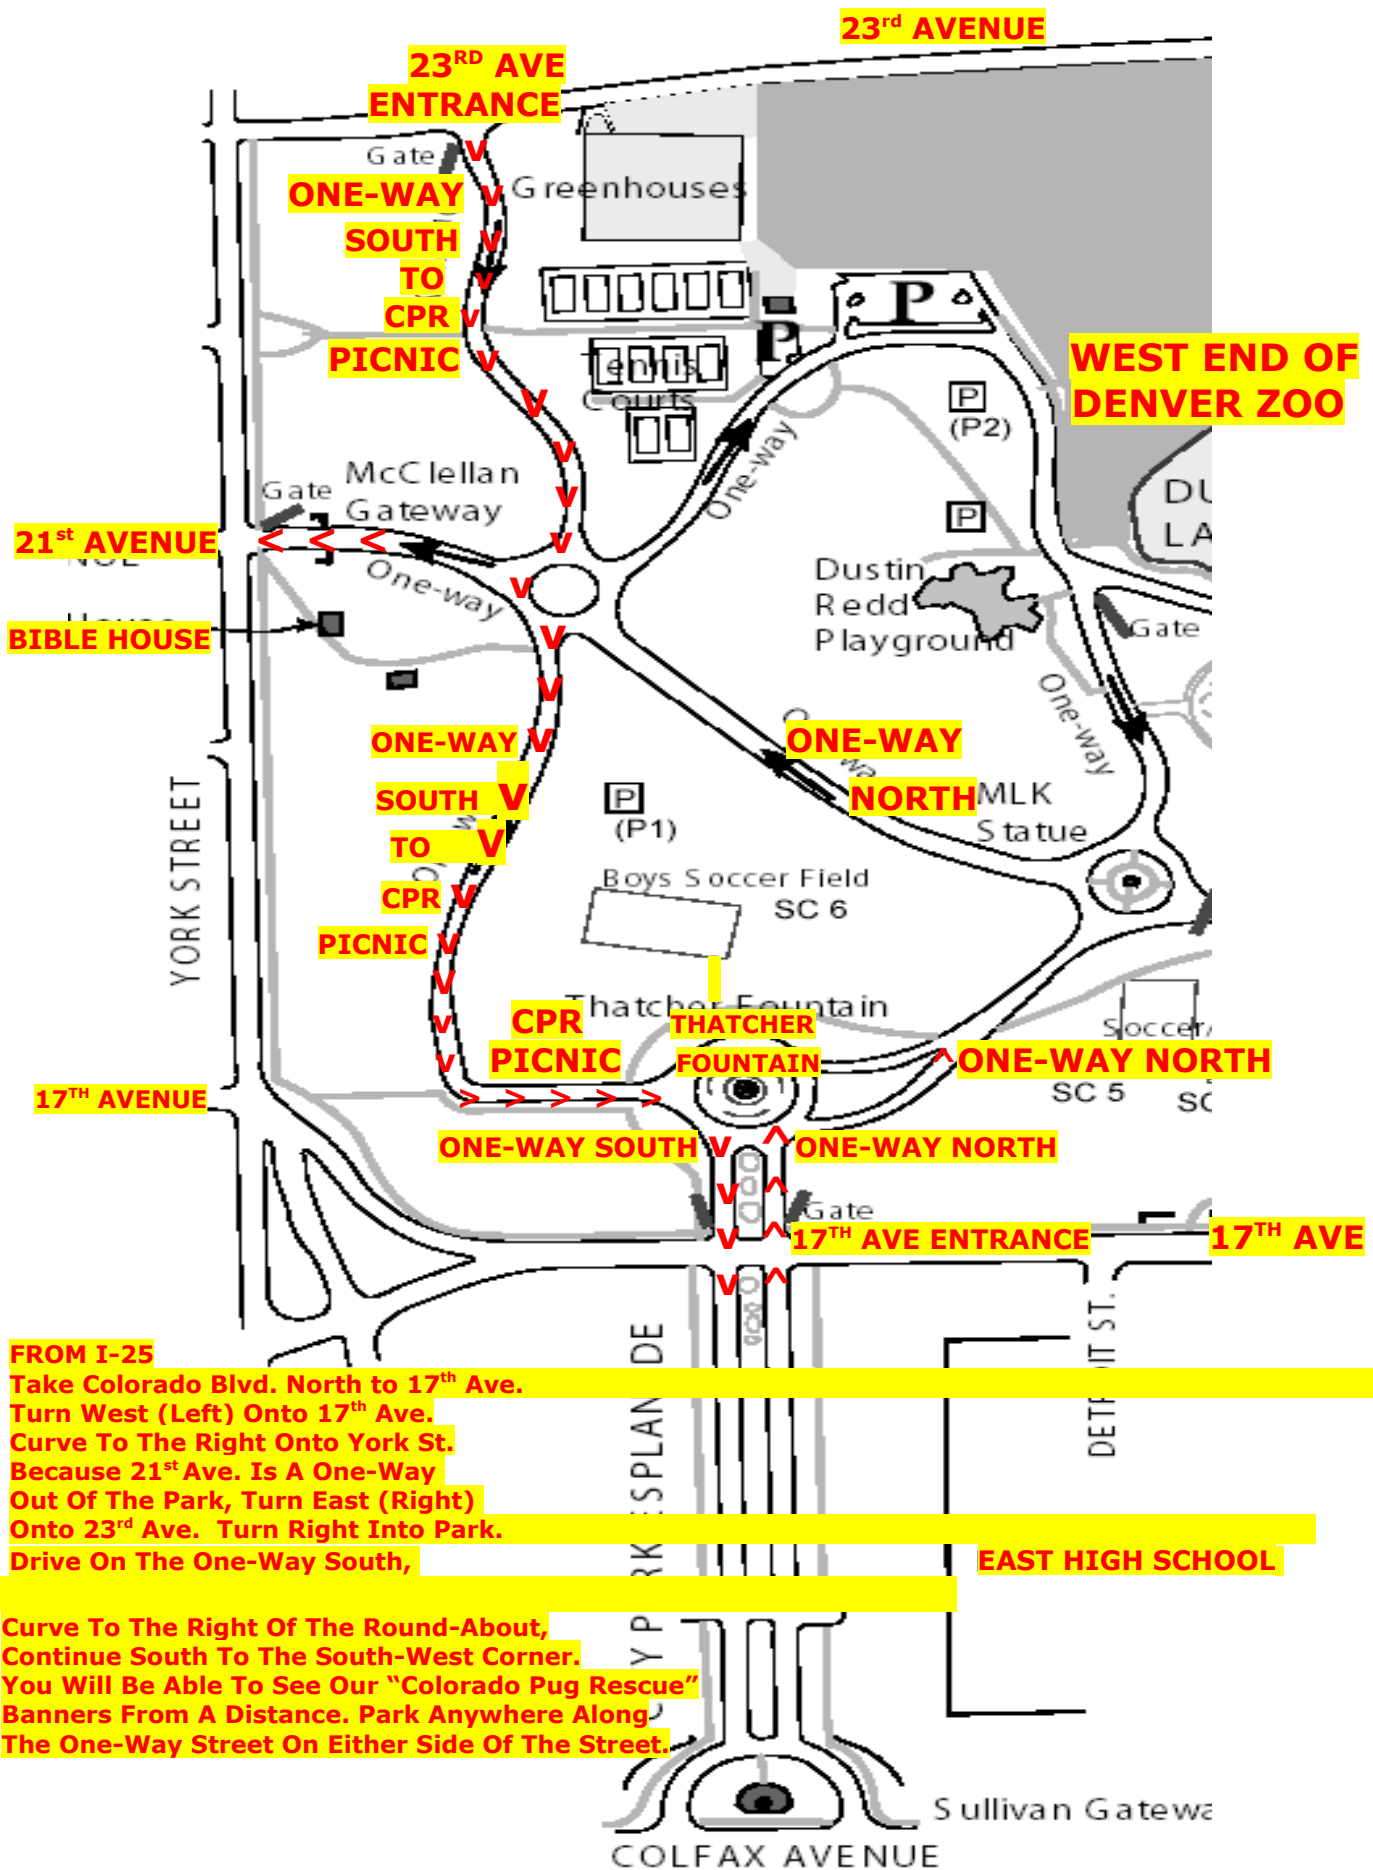 23rd AVENUE
23RD AVE
ENTRANCE
Gate
ONE-WAY
Greenhouses
SOUTH
TO
CPR
PICNIC
P
P
Tennis
Courts
WEST END OF
DENVER ZOO
P
(P2)
One-way
McClellan
Gateway
Gate
P
DU
LA
21st AVENUE
One-way
Dustin
Redd
Playground
BIBLE HOUSE
Gate
One-way
ONE-WAY
ONE-WAY
SOUTH
NORTH
MLK
Statue
P
(P1)
TO
YORK STREET
Boys Soccer Field
SC 6
CPR
PICNIC
Thatcher Fountain
CPR
PICNIC
THATCHER
FOUNTAIN
Soccer/
ONE-WAY NORTH
SC 5
SC
17TH AVENUE
ONE-WAY SOUTH
ONE-WAY NORTH
Gate
17TH AVE ENTRANCE
17TH AVE
DETROIT ST.
FROM I-25
Take Colorado Blvd. North to 17th Ave.
Turn West (Left) Onto 17th Ave.
Curve To The Right Onto York St.
Because 21st Ave. Is A One-Way
Out Of The Park, Turn East (Right)
Onto 23rd Ave. Turn Right Into Park.
Drive On The One-Way South,
EAST HIGH SCHOOL
Curve To The Right Of The Round-About,
Continue South To The South-West Corner.
You Will Be Able To See Our “Colorado Pug Rescue”
Banners From A Distance. Park Anywhere Along
The One-Way Street On Either Side Of The Street.
Sullivan Gatewa
COLFAX AVENUE